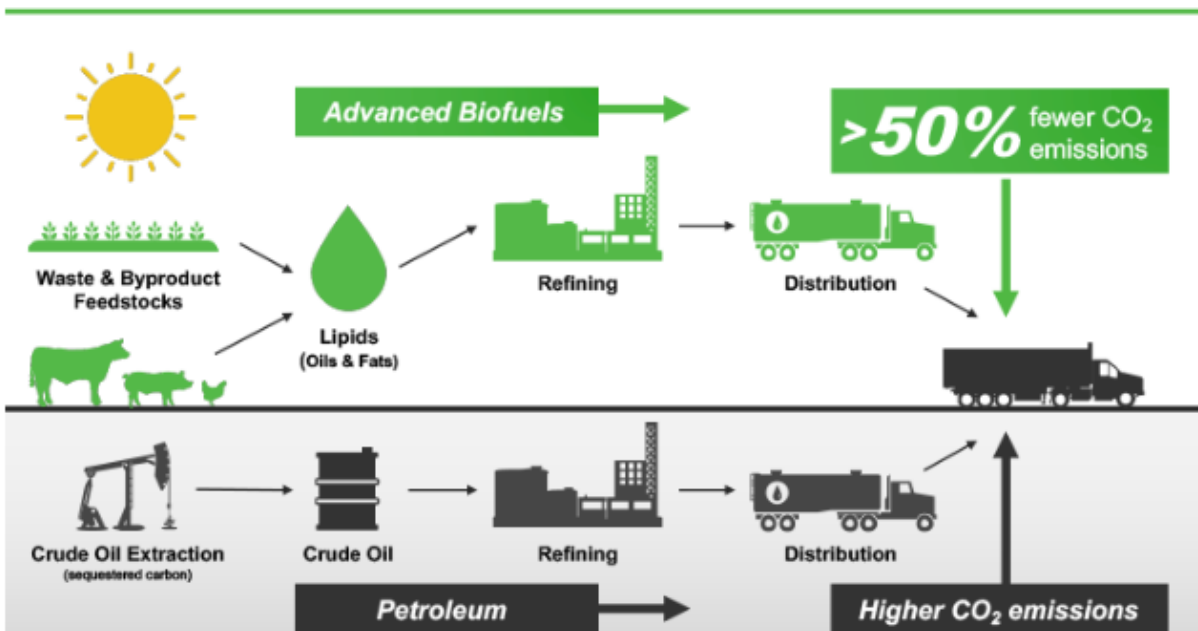 Advanced Biofuels
>50% fewer CO₂
emissions
Waste & Byproduct
Feedstocks
Lipids
(Oils & Fats)
Refining
Distribution
Crude Oil Extraction
(sequestered carbon)
Crude Oil
Refining
Distribution
Petroleum
Higher CO₂ emissions